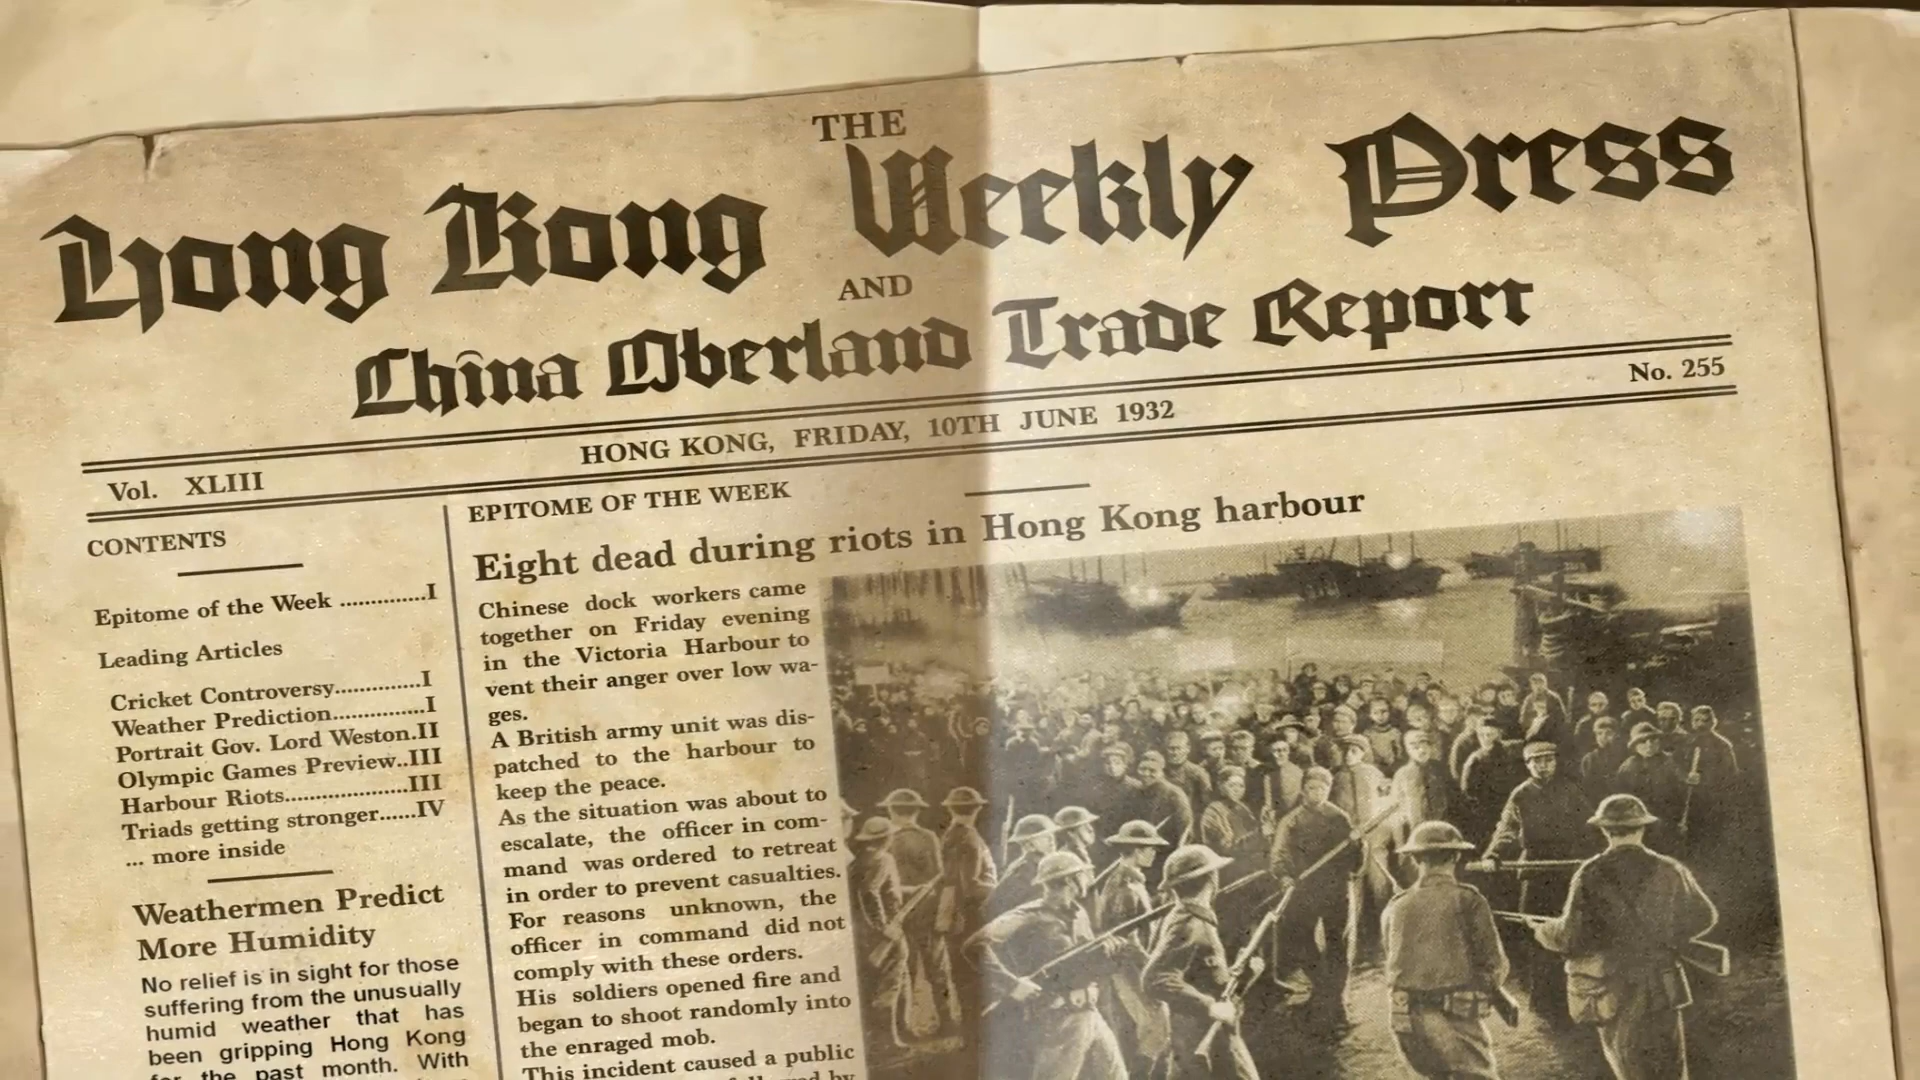 THE
Hong Kong Weekly Press
AND
China Overland Trade Report
No. 255
HONG KONG, FRIDAY, 10TH JUNE 1932
Vol. XLIII
CONTENTS
Epitome of the Week ..............I
Leading Articles
Cricket Controversy..............I
Weather Prediction...............I
Portrait Gov. Lord Weston.II
Olympic Games Preview..III
Harbour Riots....................III
Triads getting stronger......IV
... more inside
Weathermen Predict
More Humidity
No relief is in sight for those
suffering from the unusually
humid weather that has
been gripping Hong Kong
for the past month. With
EPITOME OF THE WEEK
Eight dead during riots in Hong Kong harbour
Chinese dock workers came
together on Friday evening
in the Victoria Harbour to
vent their anger over low wa-
ges.
A British army unit was dis-
patched to the harbour to
keep the peace.
As the situation was about to
escalate, the officer in com-
mand was ordered to retreat
in order to prevent casualties.
For reasons unknown, the
officer in command did not
comply with these orders.
His soldiers opened fire and
began to shoot randomly into
the enraged mob.
This incident caused a public
followed by